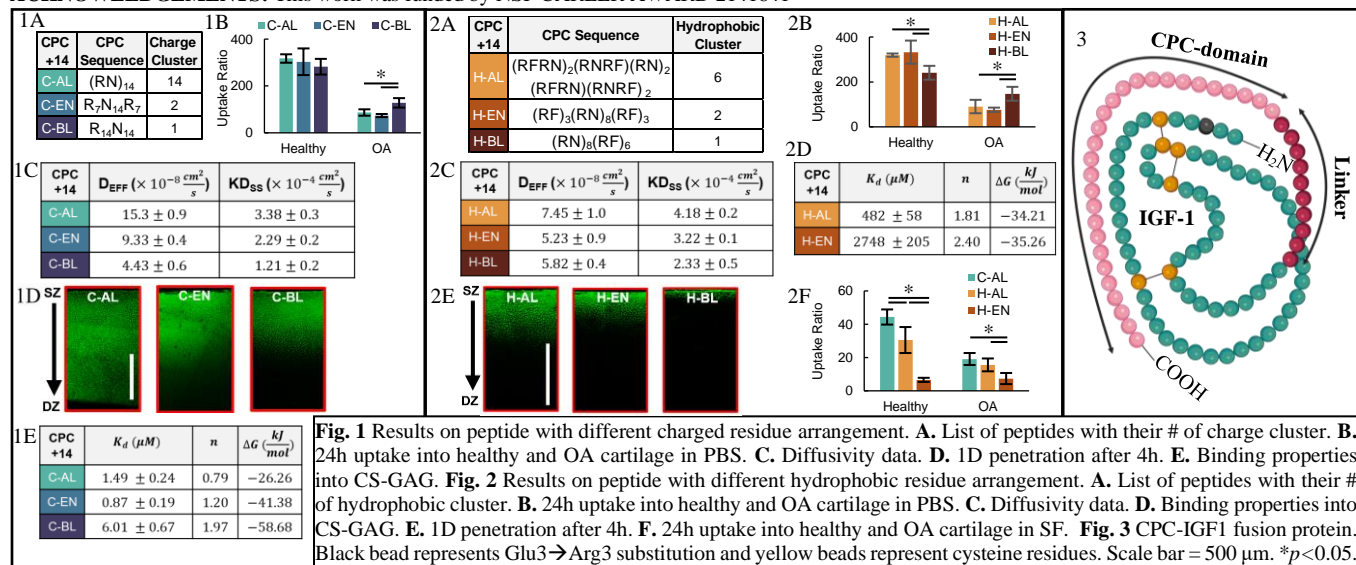 ACKNOWLEDGEMENTS: This work was funded by NSF CAREER AWARD
1A
CPC +14 | CPC Sequence | Charge Cluster
C-AL | (RN)14 | 14
C-EN | R7N14R7 | 2
C-BL | R14N14 | 1
1B
C-AL C-EN C-BL
Uptake Ratio
400
200
0
*
Healthy OA
1C
CPC +14 | DEFF (× 10−8 cm2/s) | KDSS (× 10−4 cm2/s)
C-AL | 15.3 ± 0.9 | 3.38 ± 0.3
C-EN | 9.33 ± 0.4 | 2.29 ± 0.2
C-BL | 4.43 ± 0.6 | 1.21 ± 0.2
1D
SZ
DZ
C-AL C-EN C-BL
1E
CPC +14 | Kd (μM) | n | ΔG (kJ/mol)
C-AL | 1.49 ± 0.24 | 0.79 | −26.26
C-EN | 0.87 ± 0.19 | 1.20 | −41.38
C-BL | 6.01 ± 0.67 | 1.97 | −58.68
2A
CPC +14 | CPC Sequence | Hydrophobic Cluster
H-AL | (RFRN)2(RNRF)(RN)2 (RFRN)(RNRF)2 | 6
H-EN | (RF)3(RN)8(RF)3 | 2
H-BL | (RN)8(RF)6 | 1
2B
H-AL
H-EN
H-BL
Uptake Ratio
400
200
0
*
*
Healthy OA
2C
CPC +14 | DEFF (× 10−8 cm2/s) | KDSS (× 10−4 cm2/s)
H-AL | 7.45 ± 1.0 | 4.18 ± 0.2
H-EN | 5.23 ± 0.9 | 3.22 ± 0.1
H-BL | 5.82 ± 0.4 | 2.33 ± 0.5
2D
CPC +14 | Kd (μM) | n | ΔG (kJ/mol)
H-AL | 482 ± 58 | 1.81 | −34.21
H-EN | 2748 ± 205 | 2.40 | −35.26
2E
SZ
DZ
H-AL H-EN H-BL
2F
C-AL
H-AL
H-EN
Uptake Ratio
60
40
20
0
*
*
Healthy OA
3
CPC-domain
H2N
Linker
IGF-1
COOH
Fig. 1 Results on peptide with different charged residue arrangement. A. List of peptides with their # of charge cluster. B.
24h uptake into healthy and OA cartilage in PBS. C. Diffusivity data. D. 1D penetration after 4h. E. Binding properties
into CS-GAG. Fig. 2 Results on peptide with different hydrophobic residue arrangement. A. List of peptides with their #
of hydrophobic cluster. B. 24h uptake into healthy and OA cartilage in PBS. C. Diffusivity data. D. Binding properties into
CS-GAG. E. 1D penetration after 4h. F. 24h uptake into healthy and OA cartilage in SF. Fig. 3 CPC-IGF1 fusion protein.
Black bead represents Glu3→Arg3 substitution and yellow beads represent cysteine residues. Scale bar = 500 μm. *p<0.05.